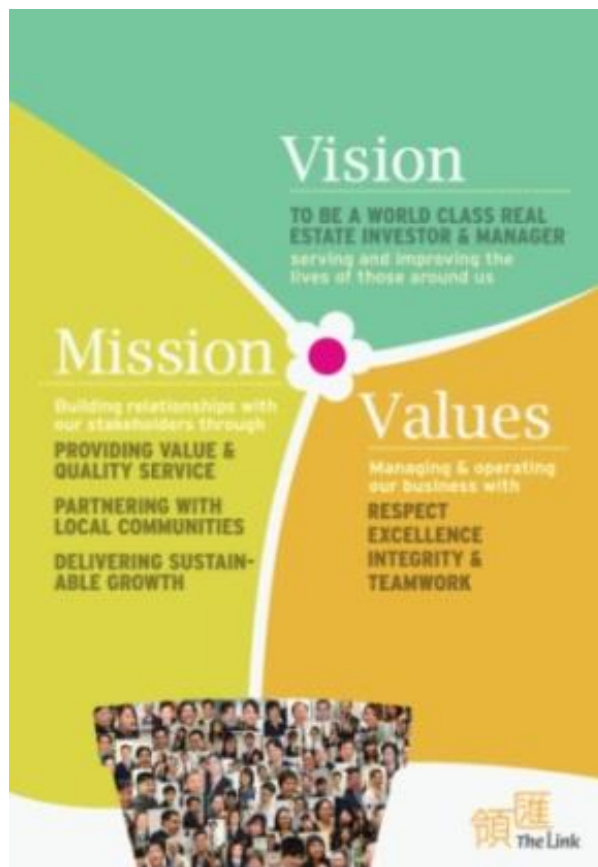 Vision
TO BE A WORLD CLASS REAL
ESTATE INVESTOR & MANAGER
serving and improving the
lives of those around us
Mission
Building relationships with
our stakeholders through
PROVIDING VALUE &
QUALITY SERVICE
PARTNERING WITH
LOCAL COMMUNITIES
DELIVERING SUSTAIN-
ABLE GROWTH
Values
Managing & operating
our business with
RESPECT
EXCELLENCE
INTEGRITY &
TEAMWORK
領匯 The Link